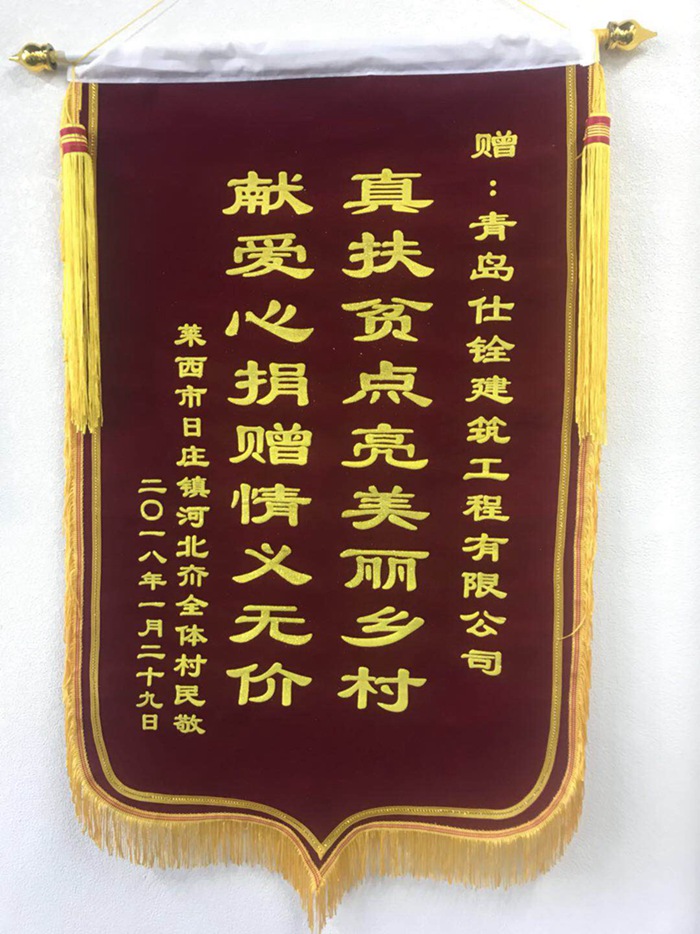 赠：青岛仕铨建筑工程有限公司
真扶贫点亮美丽乡村
献爱心捐赠情义无价
莱西市日庄镇河北夼全体村民敬
二〇一八年一月二十九日